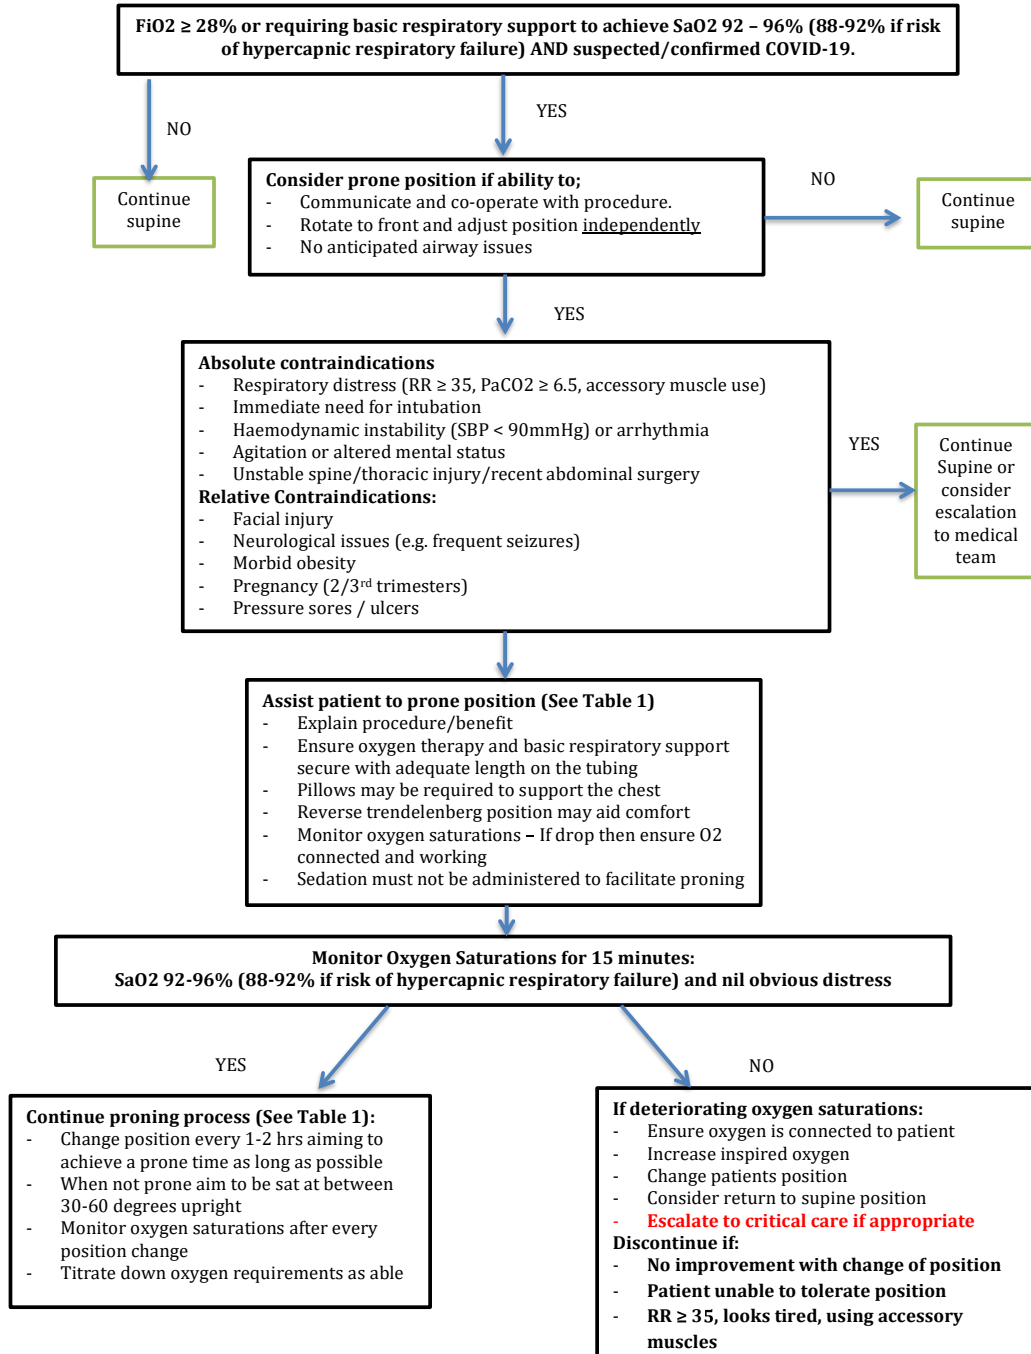 FiO2 ≥ 28% or requiring basic respiratory support to achieve SaO2 92 – 96% (88-92% if risk
of hypercapnic respiratory failure) AND suspected/confirmed COVID-19.
NO
YES
Continue
supine
Consider prone position if ability to;
- Communicate and co-operate with procedure.
- Rotate to front and adjust position independently
- No anticipated airway issues
NO
Continue
supine
YES
Absolute contraindications
- Respiratory distress (RR ≥ 35, PaCO2 ≥ 6.5, accessory muscle use)
- Immediate need for intubation
- Haemodynamic instability (SBP < 90mmHg) or arrhythmia
- Agitation or altered mental status
- Unstable spine/thoracic injury/recent abdominal surgery
Relative Contraindications:
- Facial injury
- Neurological issues (e.g. frequent seizures)
- Morbid obesity
- Pregnancy (2/3rd trimesters)
- Pressure sores / ulcers
YES
Continue
Supine or
consider
escalation
to medical
team
Assist patient to prone position (See Table 1)
- Explain procedure/benefit
- Ensure oxygen therapy and basic respiratory support
secure with adequate length on the tubing
- Pillows may be required to support the chest
- Reverse trendelenberg position may aid comfort
- Monitor oxygen saturations – If drop then ensure O2
connected and working
- Sedation must not be administered to facilitate proning
Monitor Oxygen Saturations for 15 minutes:
SaO2 92-96% (88-92% if risk of hypercapnic respiratory failure) and nil obvious distress
YES
NO
Continue proning process (See Table 1):
- Change position every 1-2 hrs aiming to
achieve a prone time as long as possible
- When not prone aim to be sat at between
30-60 degrees upright
- Monitor oxygen saturations after every
position change
- Titrate down oxygen requirements as able
If deteriorating oxygen saturations:
- Ensure oxygen is connected to patient
- Increase inspired oxygen
- Change patients position
- Consider return to supine position
- Escalate to critical care if appropriate
Discontinue if:
- No improvement with change of position
- Patient unable to tolerate position
- RR ≥ 35, looks tired, using accessory
muscles